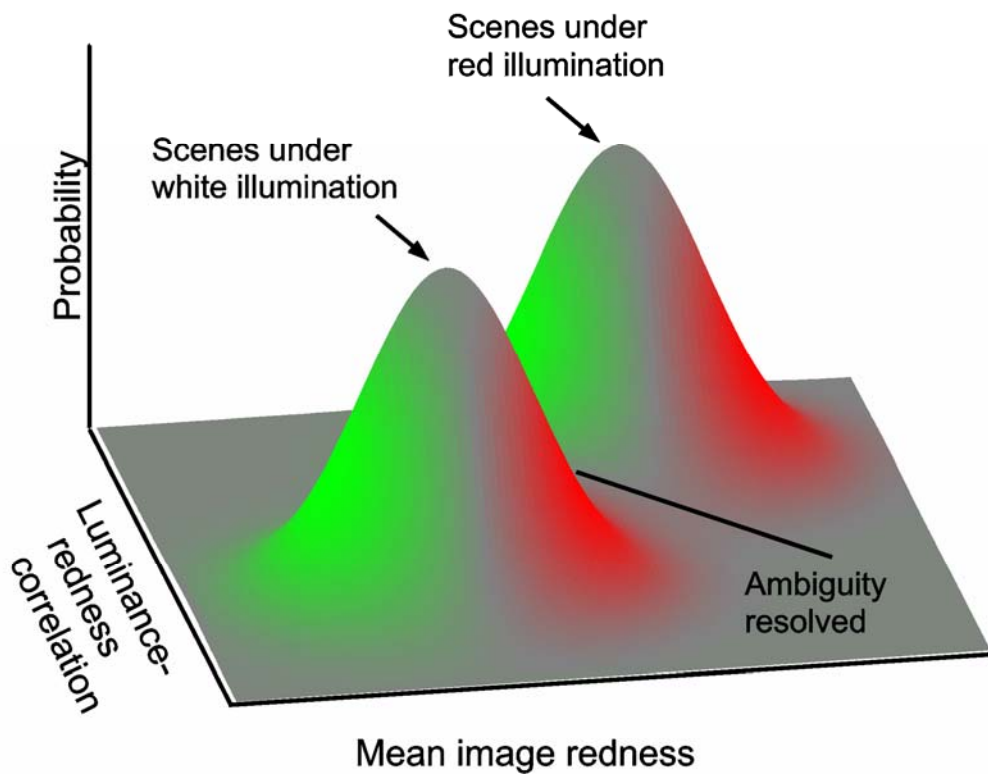 Scenes under
red illumination
Scenes under
white illumination
Probability
Luminance-
redness
correlation
Ambiguity
resolved
Mean image redness